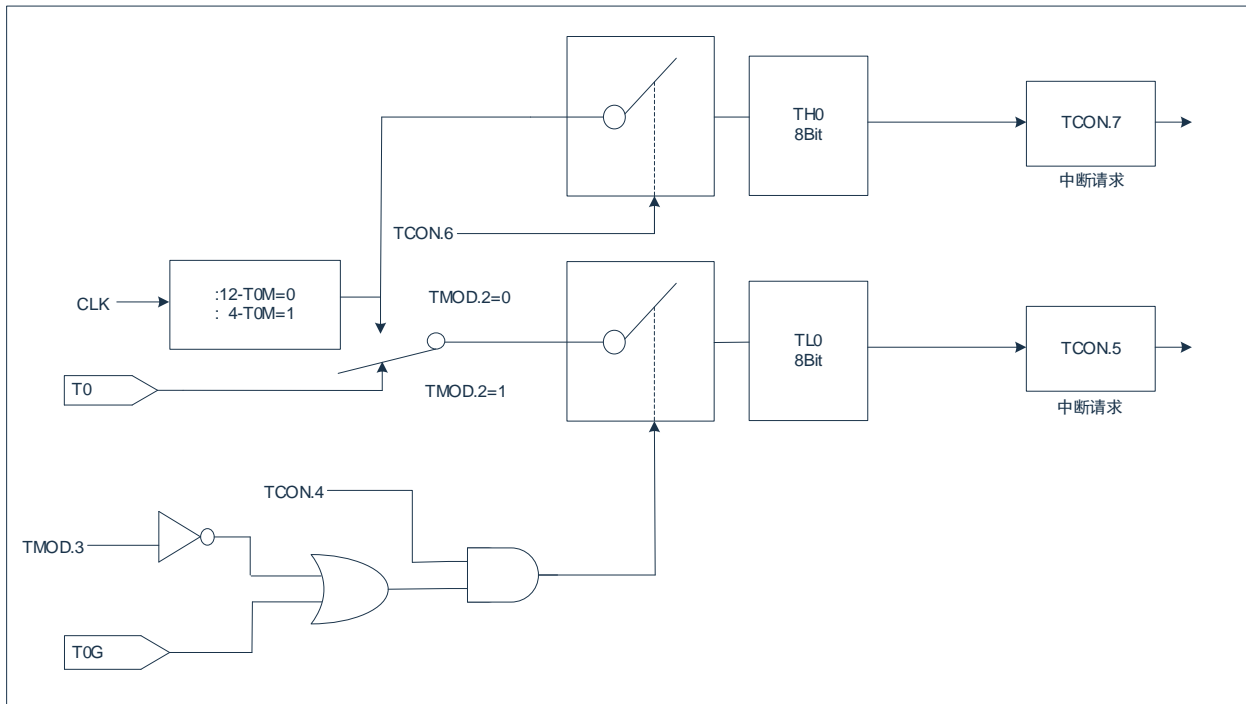 TH0
8Bit
TCON.7
中断请求
TCON.6
CLK
:12-T0M=0
: 4-T0M=1
TMOD.2=0
TL0
8Bit
TCON.5
T0
TMOD.2=1
中断请求
TCON.4
TMOD.3
T0G